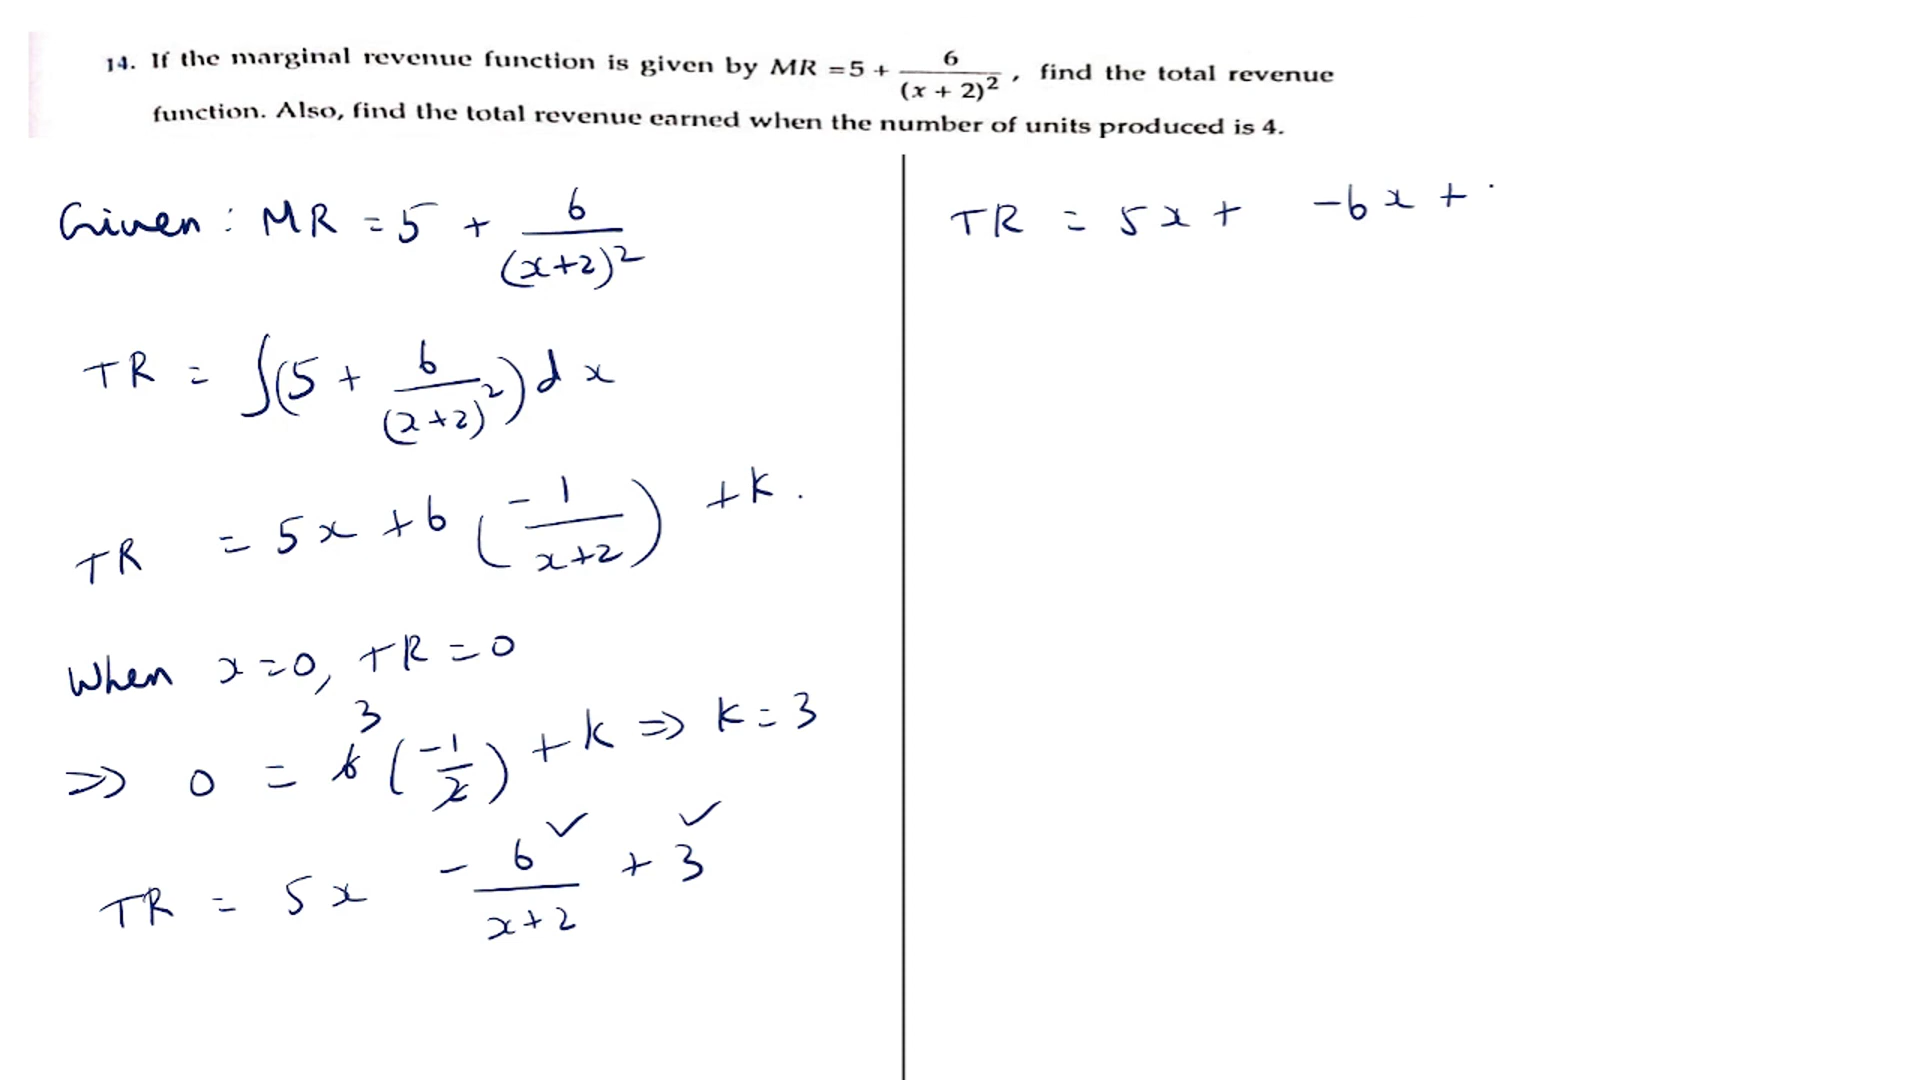 14. If the marginal revenue function is given by MR = 5 + 6/(x + 2)², find the total revenue
function. Also, find the total revenue earned when the number of units produced is 4.
Given : MR = 5 + 6/(x+2)²
TR = ∫(5 + 6/(x+2)²) dx
TR = 5x + 6 (-1/(x+2)) + k .
When x = 0, TR = 0
3
⇒ 0 = 6 (-1/2) + k ⇒ k = 3
TR = 5x - 6/(x+2) ✓ + 3 ✓
TR = 5x + -6x +